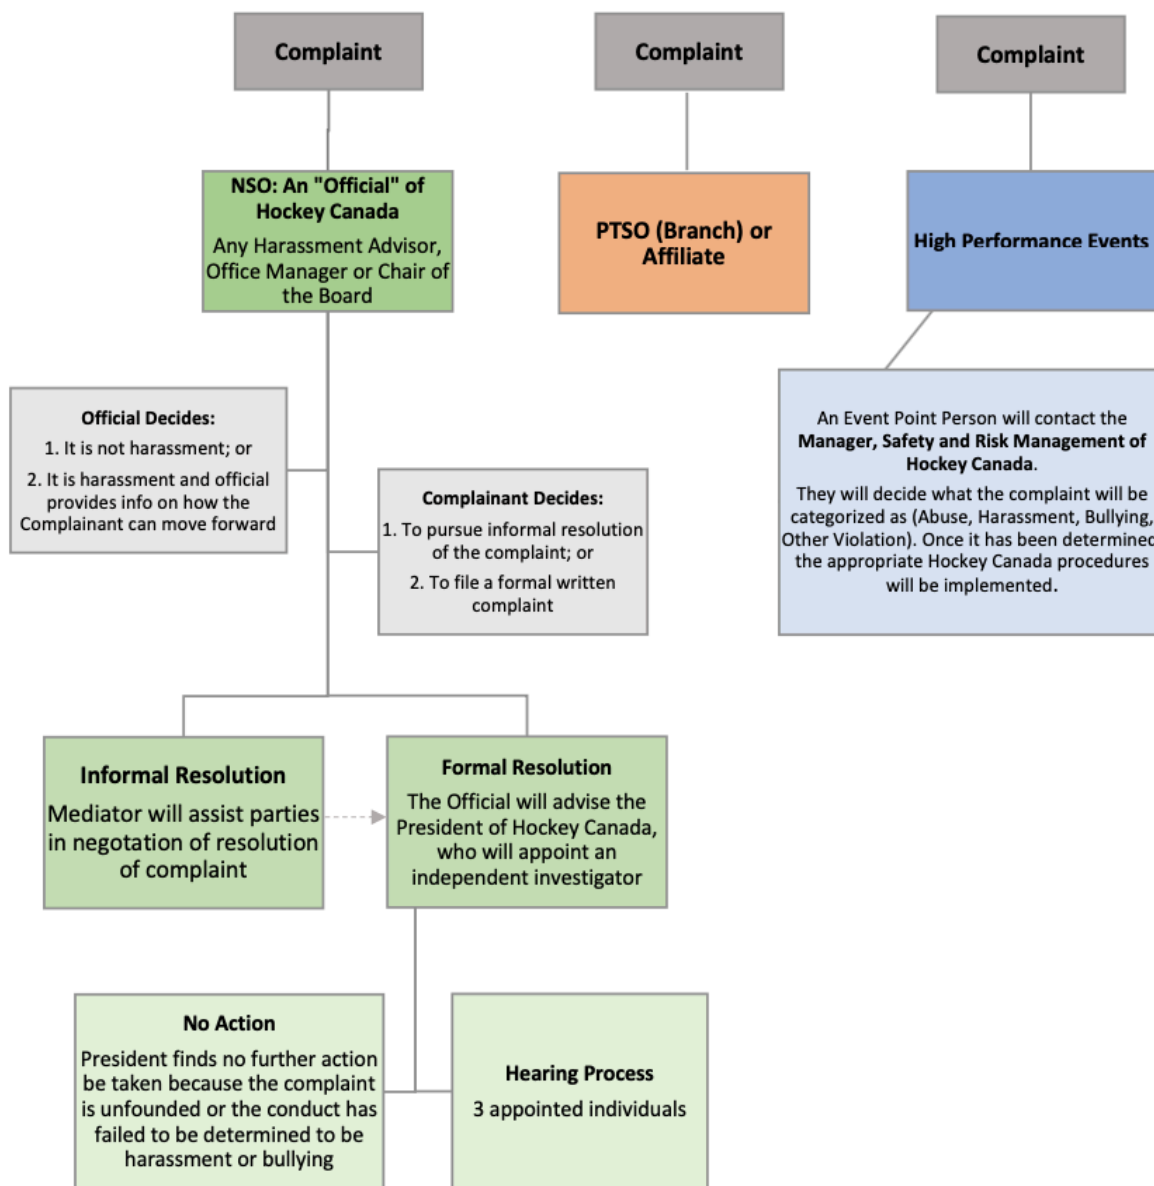 Complaint
Complaint
Complaint
NSO: An "Official" of
Hockey Canada
Any Harassment Advisor,
Office Manager or Chair of
the Board
PTSO (Branch) or
Affiliate
High Performance Events
Official Decides:
1. It is not harassment; or
2. It is harassment and official
provides info on how the
Complainant can move forward
Complainant Decides:
1. To pursue informal resolution
of the complaint; or
2. To file a formal written
complaint
An Event Point Person will contact the
Manager, Safety and Risk Management of
Hockey Canada.
They will decide what the complaint will be
categorized as (Abuse, Harassment, Bullying,
Other Violation). Once it has been determined
the appropriate Hockey Canada procedures
will be implemented.
Informal Resolution
Mediator will assist parties
in negotation of resolution
of complaint
Formal Resolution
The Official will advise the
President of Hockey Canada,
who will appoint an
independent investigator
No Action
President finds no further action
be taken because the complaint
is unfounded or the conduct has
failed to be determined to be
harassment or bullying
Hearing Process
3 appointed individuals